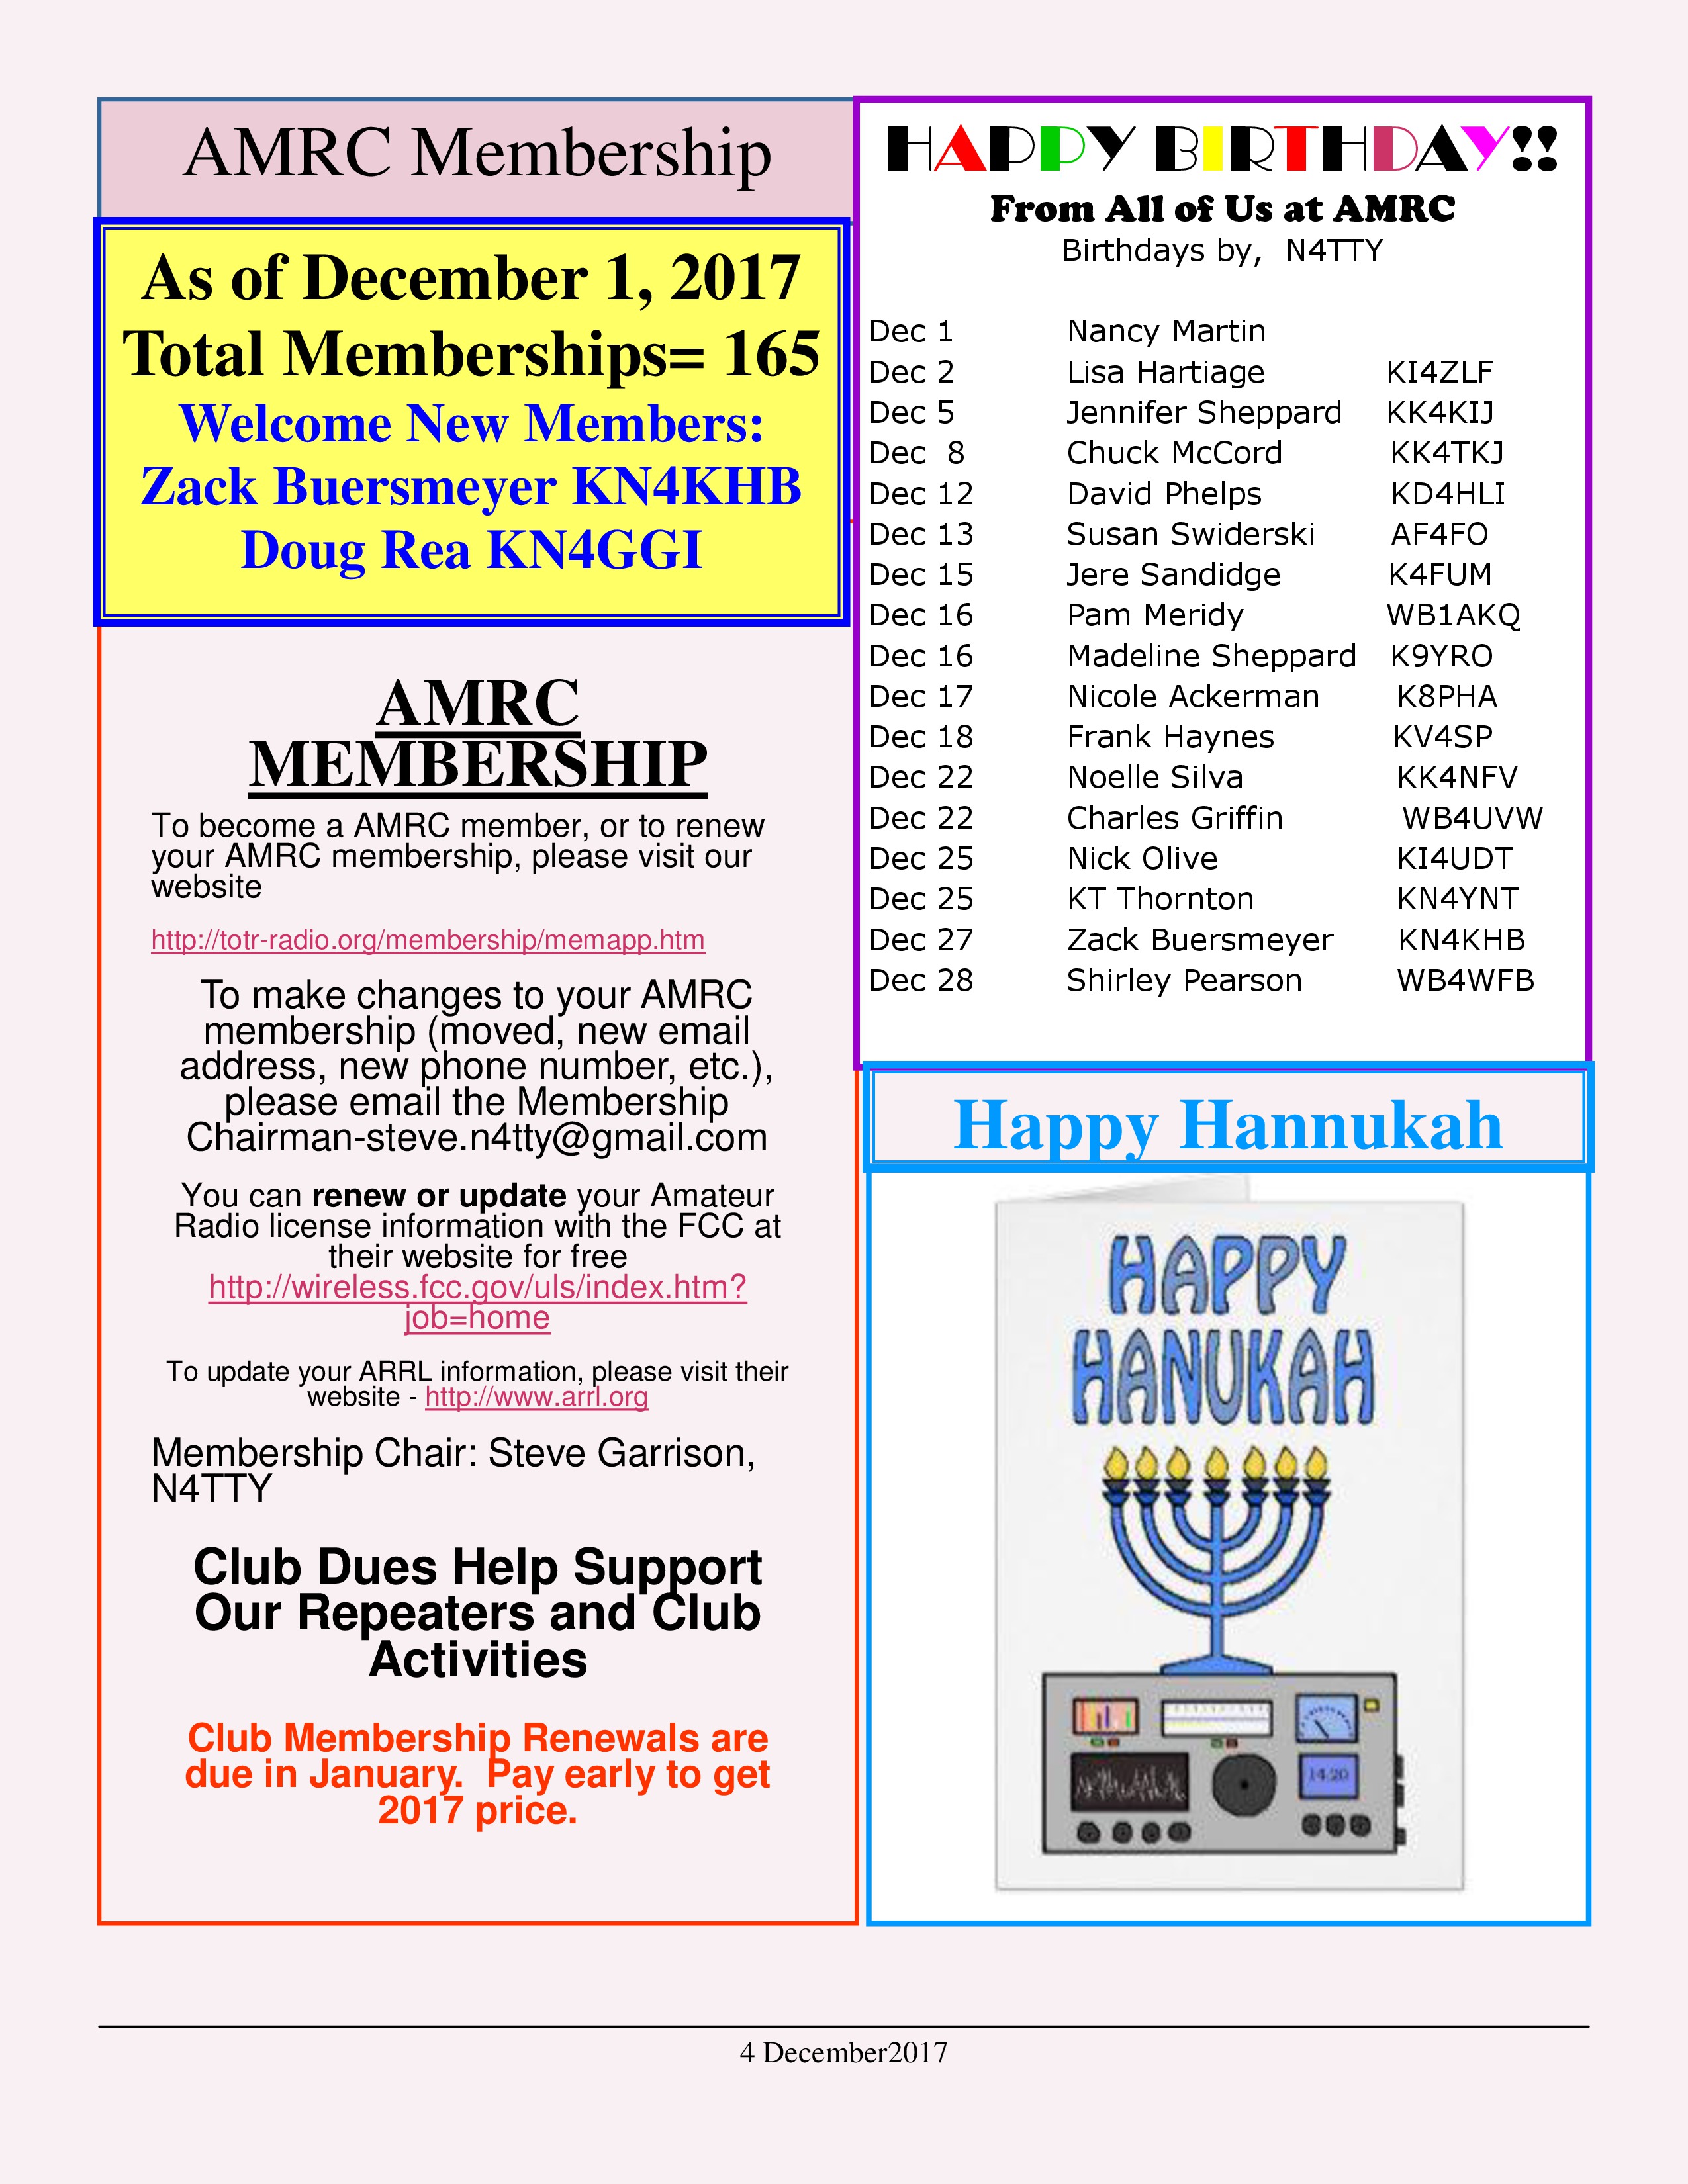 AMRC Membership
As of December 1, 2017
Total Memberships= 165
Welcome New Members:
Zack Buersmeyer KN4KHB
Doug Rea KN4GGI
AMRC
MEMBERSHIP
To become a AMRC member, or to renew
your AMRC membership, please visit our
website
http://totr-radio.org/membership/memapp.htm
To make changes to your AMRC
membership (moved, new email
address, new phone number, etc.),
please email the Membership
Chairman-steve.n4tty@gmail.com
You can renew or update your Amateur
Radio license information with the FCC at
their website for free
http://wireless.fcc.gov/uls/index.htm?
job=home
To update your ARRL information, please visit their
website - http://www.arrl.org
Membership Chair: Steve Garrison,
N4TTY
Club Dues Help Support
Our Repeaters and Club
Activities
Club Membership Renewals are
due in January.  Pay early to get
2017 price.
HAPPY BIRTHDAY!!
From All of Us at AMRC
Birthdays by,  N4TTY
Dec 1 Nancy Martin
Dec 2 Lisa Hartiage KI4ZLF
Dec 5 Jennifer Sheppard KK4KIJ
Dec  8 Chuck McCord KK4TKJ
Dec 12 David Phelps KD4HLI
Dec 13 Susan Swiderski AF4FO
Dec 15 Jere Sandidge K4FUM
Dec 16 Pam Meridy WB1AKQ
Dec 16 Madeline Sheppard K9YRO
Dec 17 Nicole Ackerman K8PHA
Dec 18 Frank Haynes KV4SP
Dec 22 Noelle Silva KK4NFV
Dec 22 Charles Griffin WB4UVW
Dec 25 Nick Olive KI4UDT
Dec 25 KT Thornton KN4YNT
Dec 27 Zack Buersmeyer KN4KHB
Dec 28 Shirley Pearson WB4WFB
Happy Hannukah
HAPPY
HANUKAH
14.20
4 December2017